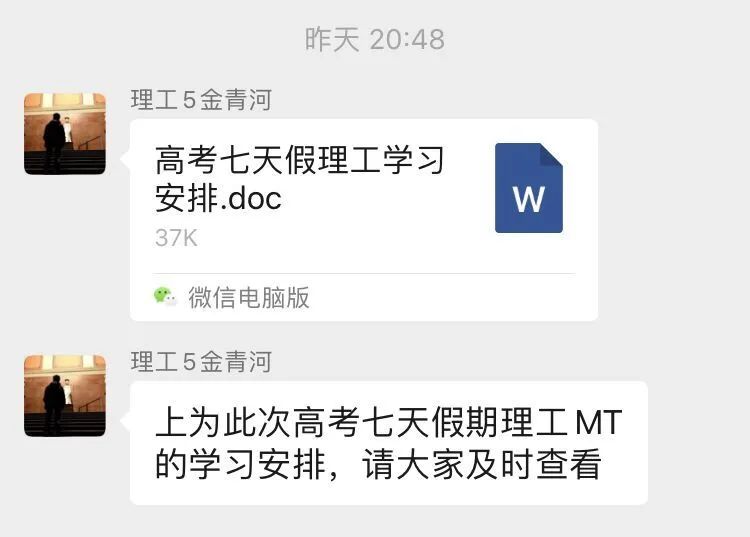 昨天 20:48
理工5金青河
高考七天假理工学习
安排.doc
37K
W
微信电脑版
理工5金青河
上为此次高考七天假期理工MT
的学习安排，请大家及时查看